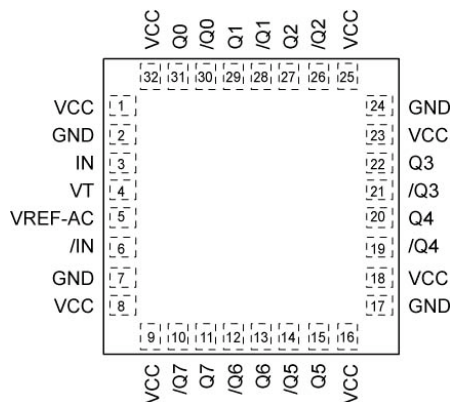 VCC Q0 /Q0 Q1 /Q1 Q2 /Q2 VCC
32 31 30 29 28 27 26 25
VCC 1 24 GND
GND 2 23 VCC
IN 3 22 Q3
VT 4 21 /Q3
VREF-AC 5 20 Q4
/IN 6 19 /Q4
GND 7 18 VCC
VCC 8 17 GND
9 10 11 12 13 14 15 16
VCC /Q7 Q7 /Q6 Q6 /Q5 Q5 VCC